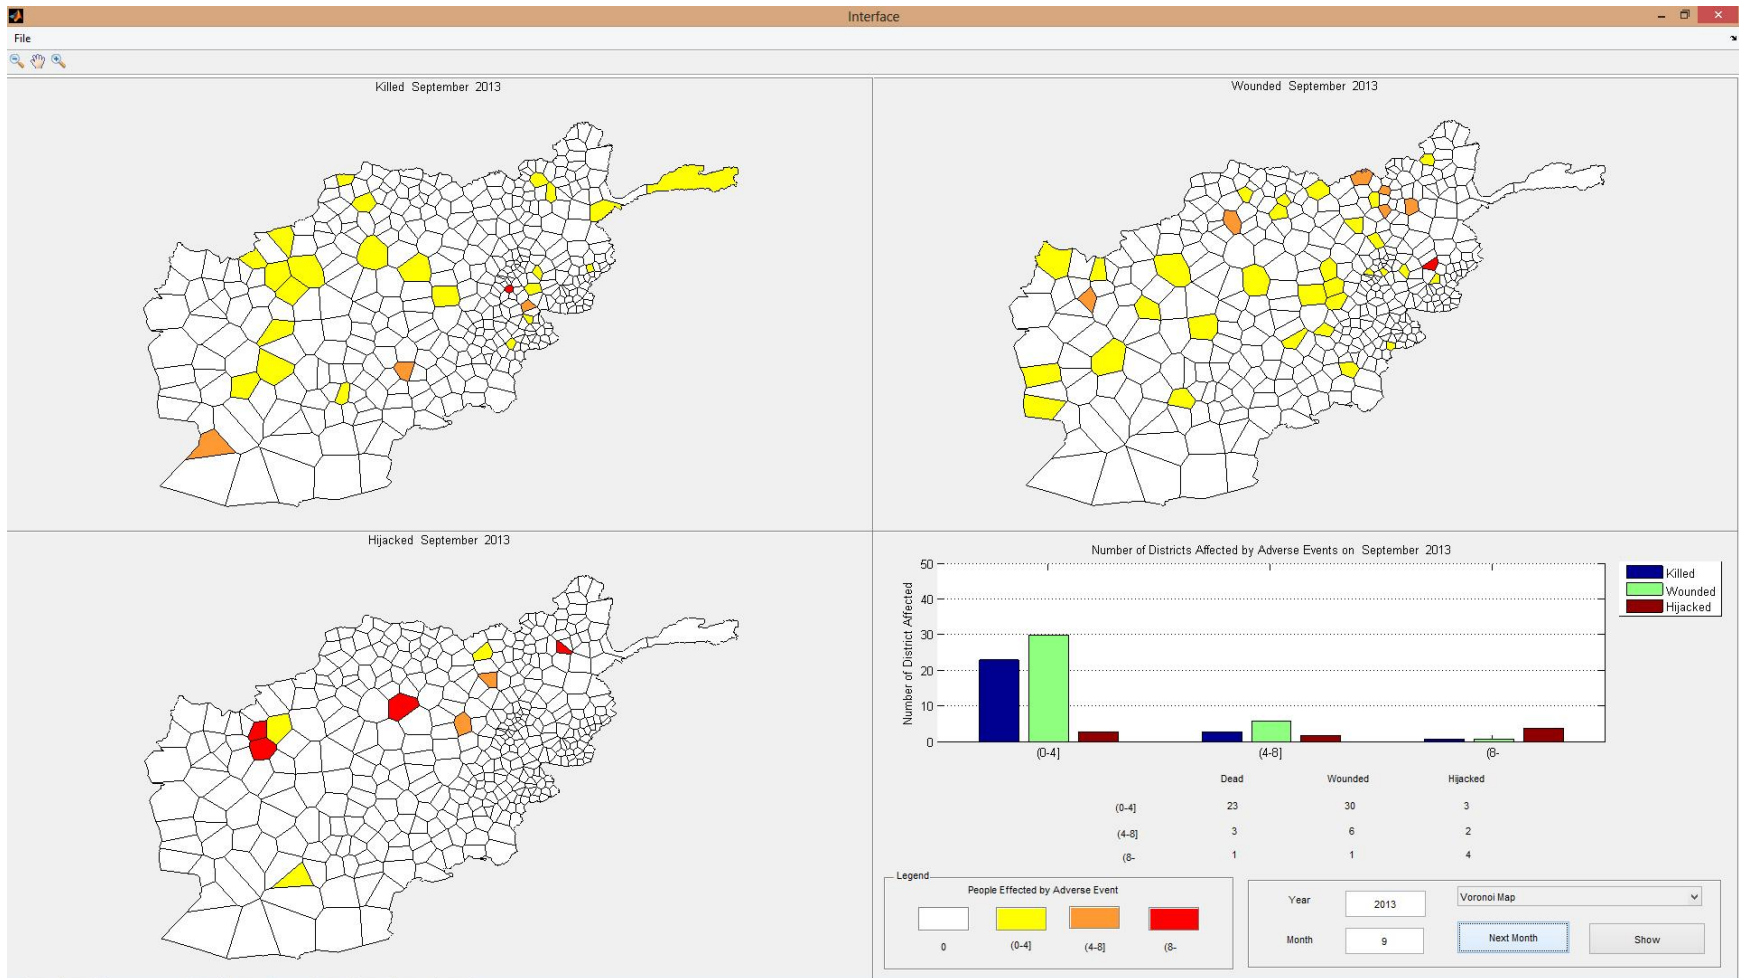 Interface
File
Killed September 2013
Wounded September 2013
Hijacked September 2013
Number of Districts Affected by Adverse Events on September 2013
Number of District Affected
50
40
30
20
10
0
(0-4]
(4-8]
(8-
Killed
Wounded
Hijacked
Dead Wounded Hijacked
(0-4] 23 30 3
(4-8] 3 6 2
(8- 1 1 4
Legend
People Effected by Adverse Event
0 (0-4] (4-8] (8-
Year 2013 Voronoi Map
Month 9 Next Month Show